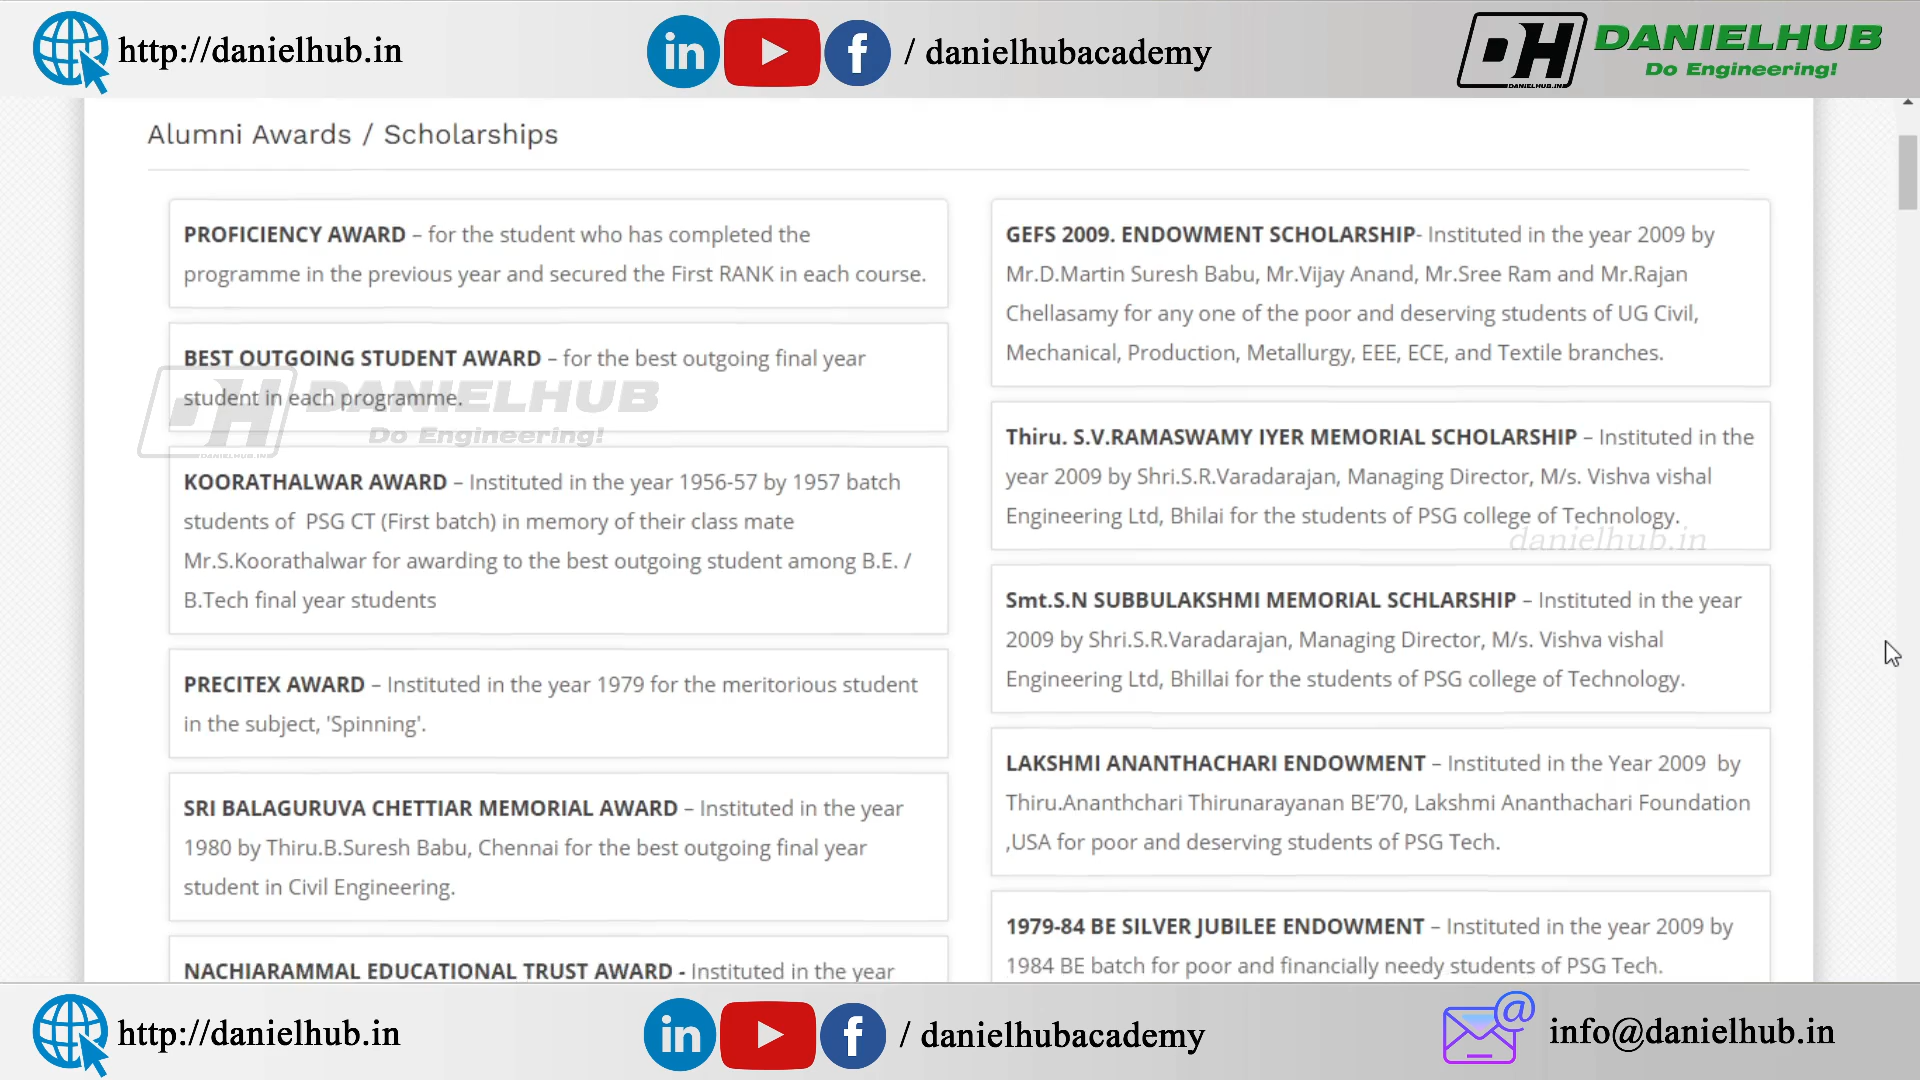 http://danielhub.in
in f / danielhubacademy
DH DANIELHUB
Do Engineering!
DANIELHUB.IN
Alumni Awards / Scholarships
PROFICIENCY AWARD – for the student who has completed the
programme in the previous year and secured the First RANK in each course.
BEST OUTGOING STUDENT AWARD – for the best outgoing final year
student in each programme.
DH DANIELHUB
Do Engineering!
DANIELHUB.IN
KOORATHALWAR AWARD – Instituted in the year 1956-57 by 1957 batch
students of PSG CT (First batch) in memory of their class mate
Mr.S.Koorathalwar for awarding to the best outgoing student among B.E. /
B.Tech final year students
PRECITEX AWARD – Instituted in the year 1979 for the meritorious student
in the subject, 'Spinning'.
SRI BALAGURUVA CHETTIAR MEMORIAL AWARD – Instituted in the year
1980 by Thiru.B.Suresh Babu, Chennai for the best outgoing final year
student in Civil Engineering.
NACHIARAMMAL EDUCATIONAL TRUST AWARD - Instituted in the year
GEFS 2009. ENDOWMENT SCHOLARSHIP- Instituted in the year 2009 by
Mr.D.Martin Suresh Babu, Mr.Vijay Anand, Mr.Sree Ram and Mr.Rajan
Chellasamy for any one of the poor and deserving students of UG Civil,
Mechanical, Production, Metallurgy, EEE, ECE, and Textile branches.
Thiru. S.V.RAMASWAMY IYER MEMORIAL SCHOLARSHIP – Instituted in the
year 2009 by Shri.S.R.Varadarajan, Managing Director, M/s. Vishva vishal
Engineering Ltd, Bhilai for the students of PSG college of Technology.
danielhub.in
Smt.S.N SUBBULAKSHMI MEMORIAL SCHLARSHIP – Instituted in the year
2009 by Shri.S.R.Varadarajan, Managing Director, M/s. Vishva vishal
Engineering Ltd, Bhillai for the students of PSG college of Technology.
LAKSHMI ANANTHACHARI ENDOWMENT – Instituted in the Year 2009 by
Thiru.Ananthchari Thirunarayanan BE’70, Lakshmi Ananthachari Foundation
,USA for poor and deserving students of PSG Tech.
1979-84 BE SILVER JUBILEE ENDOWMENT – Instituted in the year 2009 by
1984 BE batch for poor and financially needy students of PSG Tech.
http://danielhub.in
in f / danielhubacademy
@ info@danielhub.in